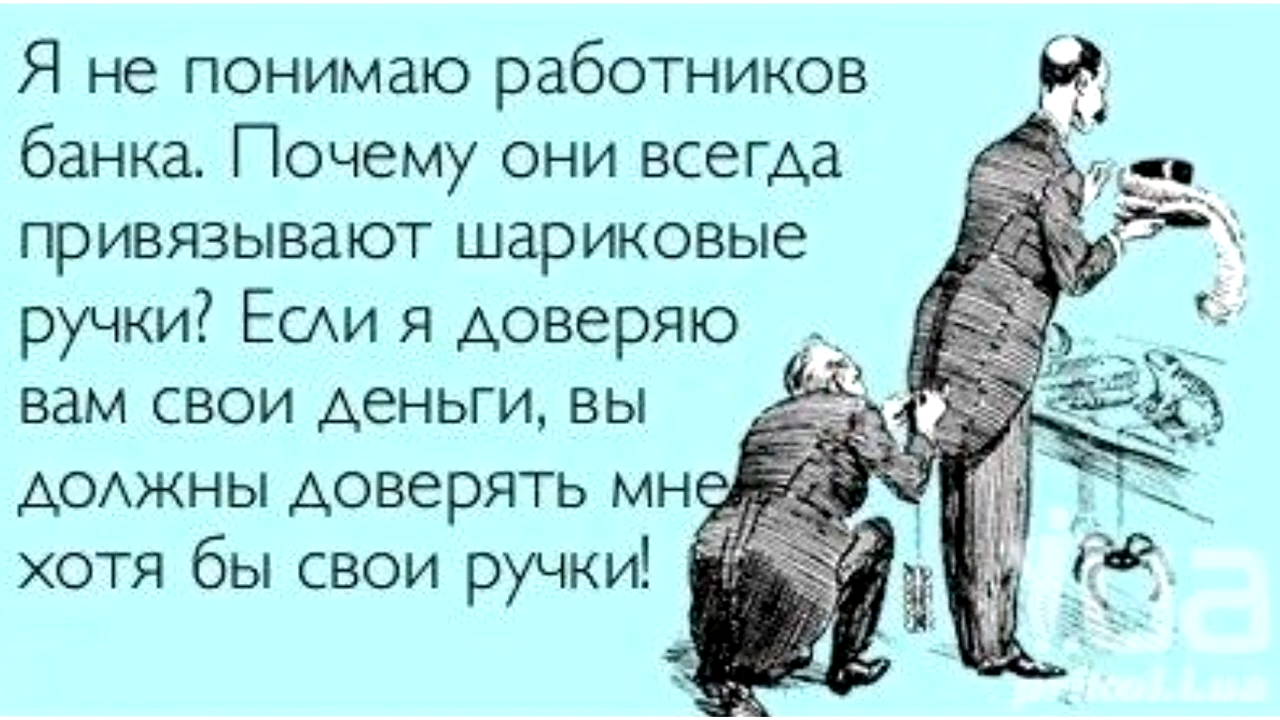 Я не понимаю работников
банка. Почему они всегда
привязывают шариковые
ручки? Если я доверяю
вам свои деньги, вы
должны доверять мне
хотя бы свои ручки!